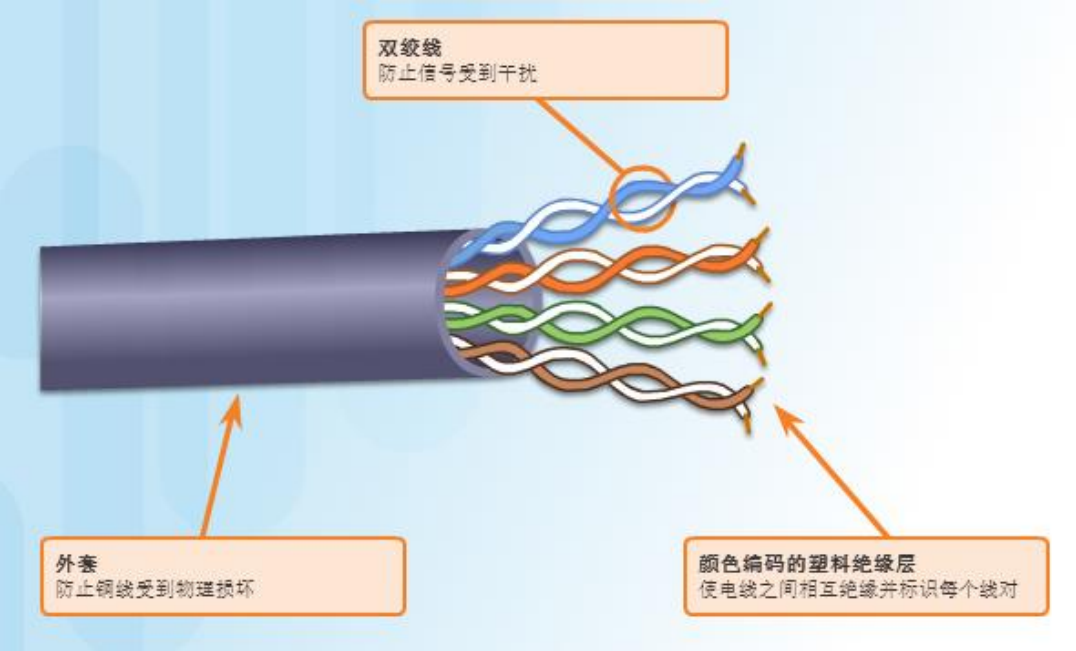 双绞线
防止信号受到干扰
外套
防止铜线受到物理损坏
颜色编码的塑料绝缘层
使电线之间相互绝缘并标识每个线对